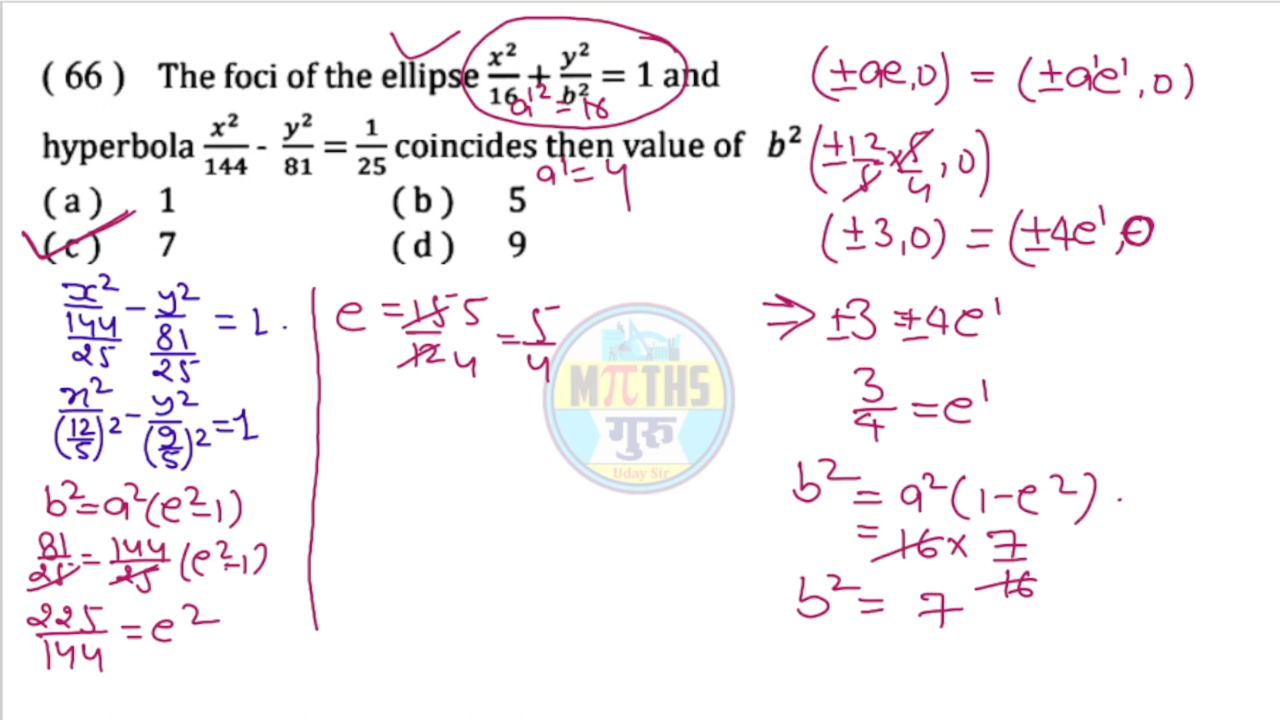 ( 66 ) The foci of the ellipse x²/16 + y²/b² = 1 and
a'² = 16
hyperbola x²/144 - y²/81 = 1/25 coincides then value of b²
a' = 4
( a ) 1 ( b ) 5
( c ) 7 ( d ) 9
x²/(144/25) - y²/(81/25) = 1.
x²/(12/5)² - y²/(9/5)² = 1
b² = a²(e²-1)
81/25 = 144/25 (e²-1)
225/144 = e²
e = 15 5/12 4 = 5/4
MπTHS
गुरु
Uday Sir
(±ae,0) = (±a'e',0)
(±12/5 × 5/4, 0)
(±3,0) = (±4e',0
⇒ ±3 = ±4e'
3/4 = e'
b² = a²(1-e²).
= 16 × 7/16
b² = 7